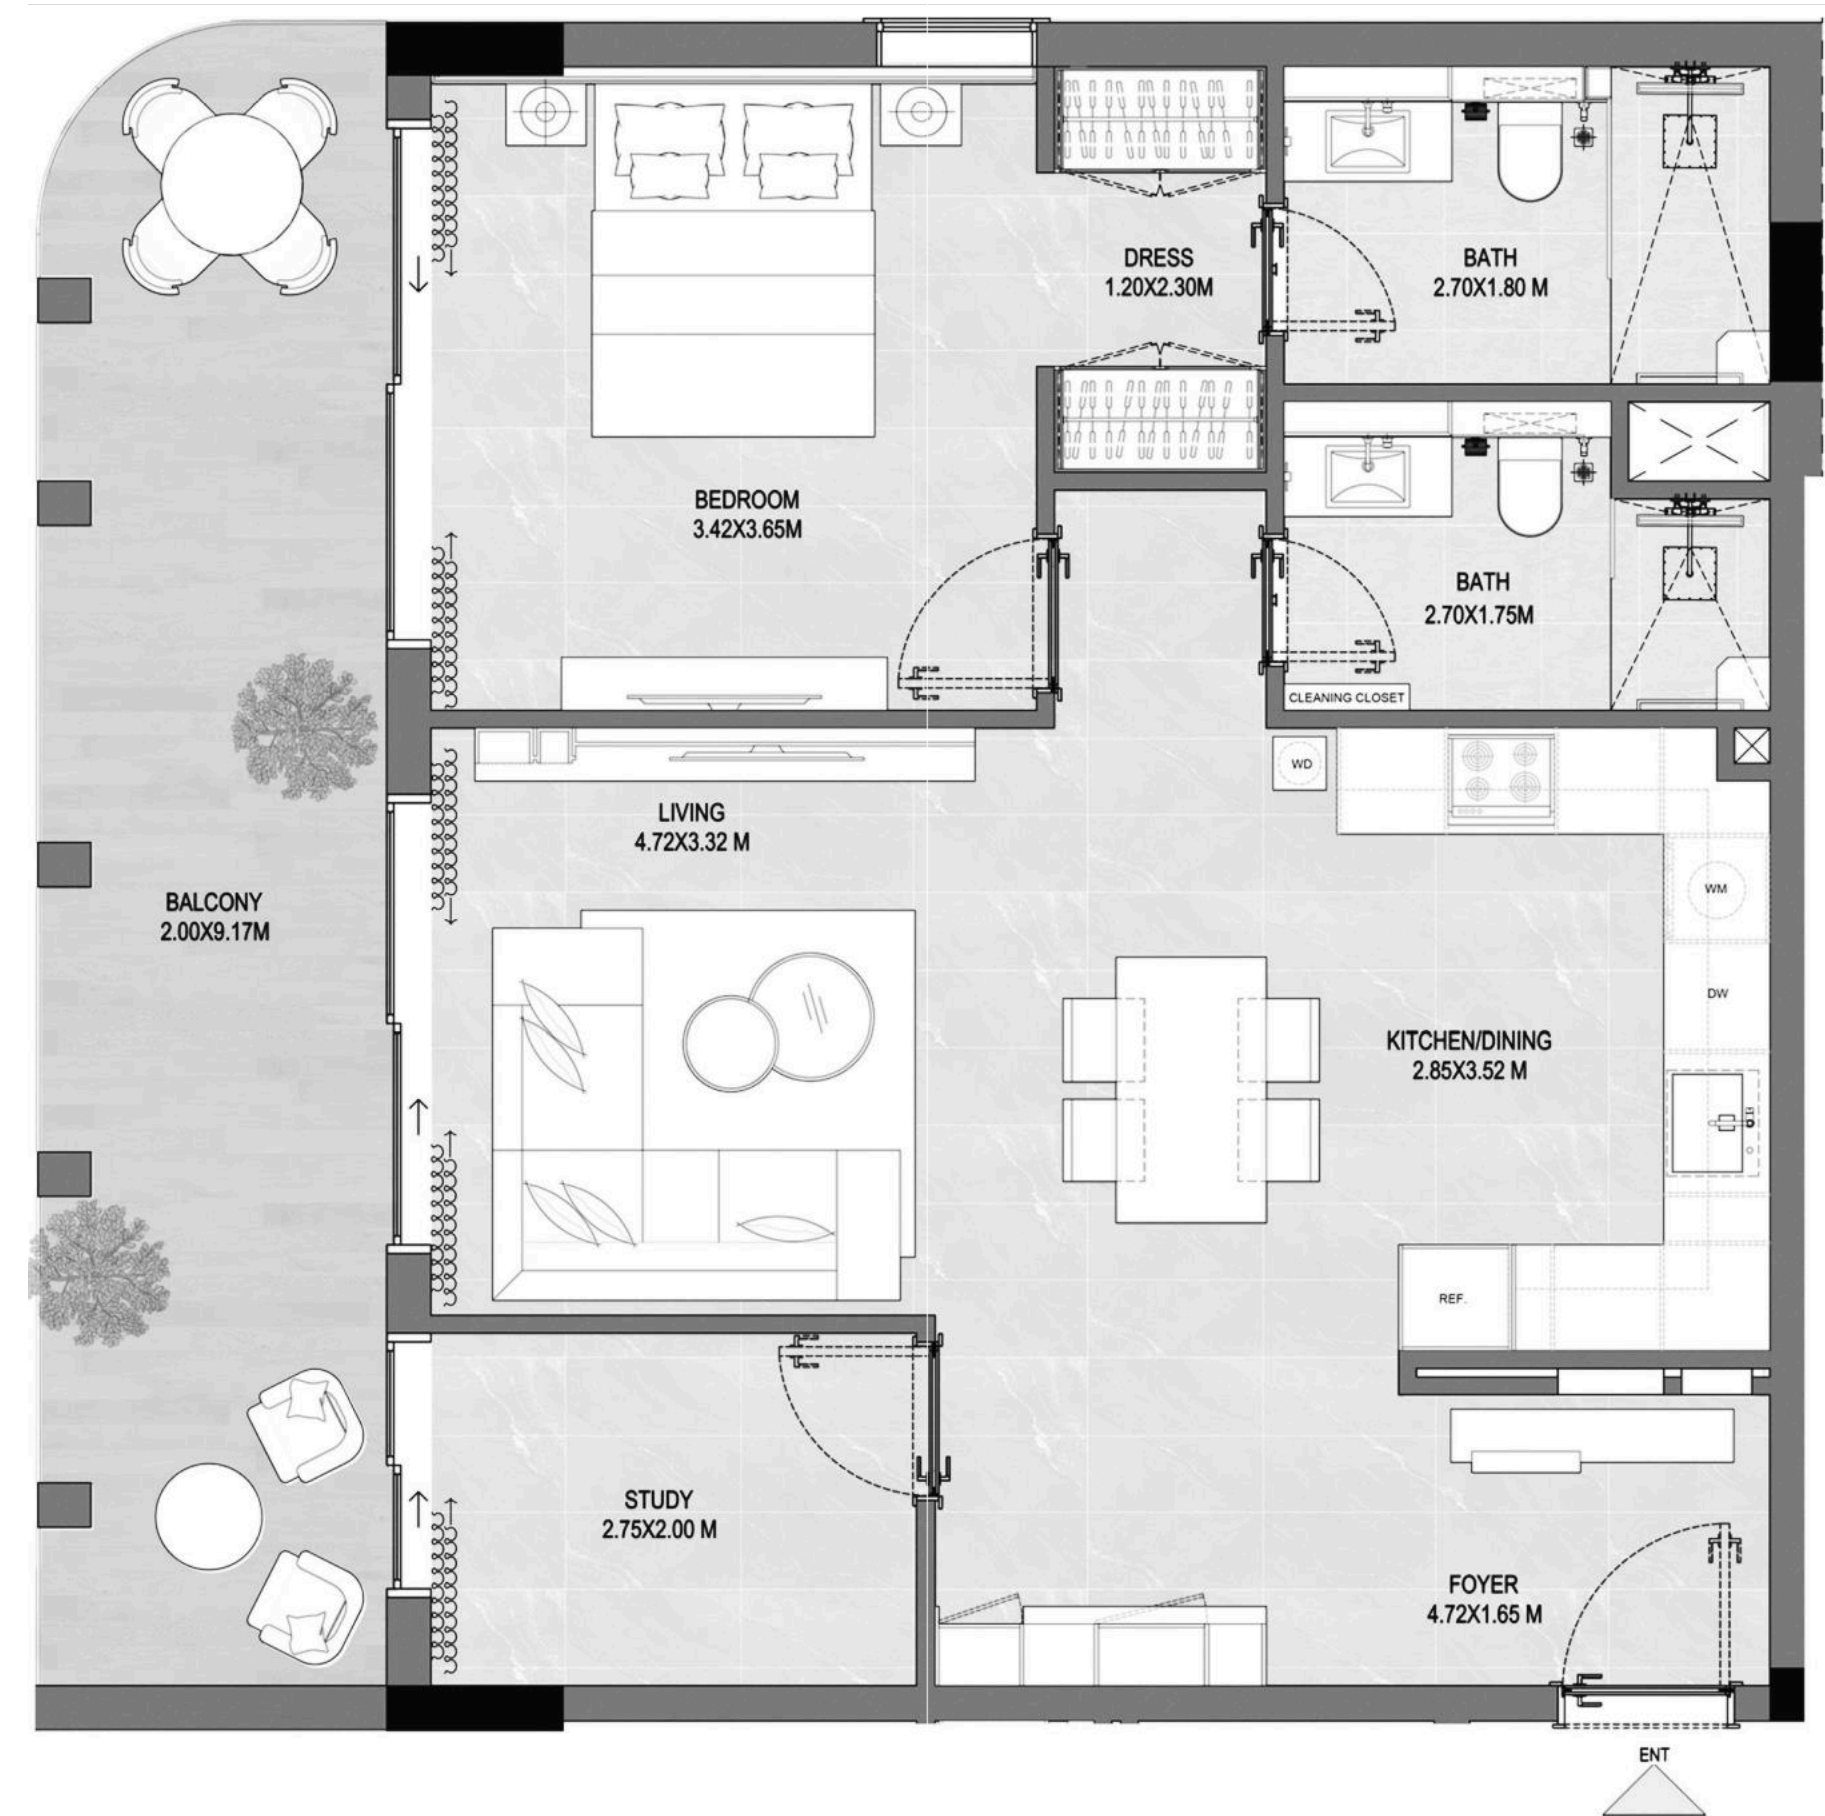 DRESS
1.20X2.30M
BATH
2.70X1.80 M
BEDROOM
3.42X3.65M
BATH
2.70X1.75M
CLEANING CLOSET
WD
LIVING
4.72X3.32 M
WM
BALCONY
2.00X9.17M
DW
KITCHEN/DINING
2.85X3.52 M
REF.
STUDY
2.75X2.00 M
FOYER
4.72X1.65 M
ENT